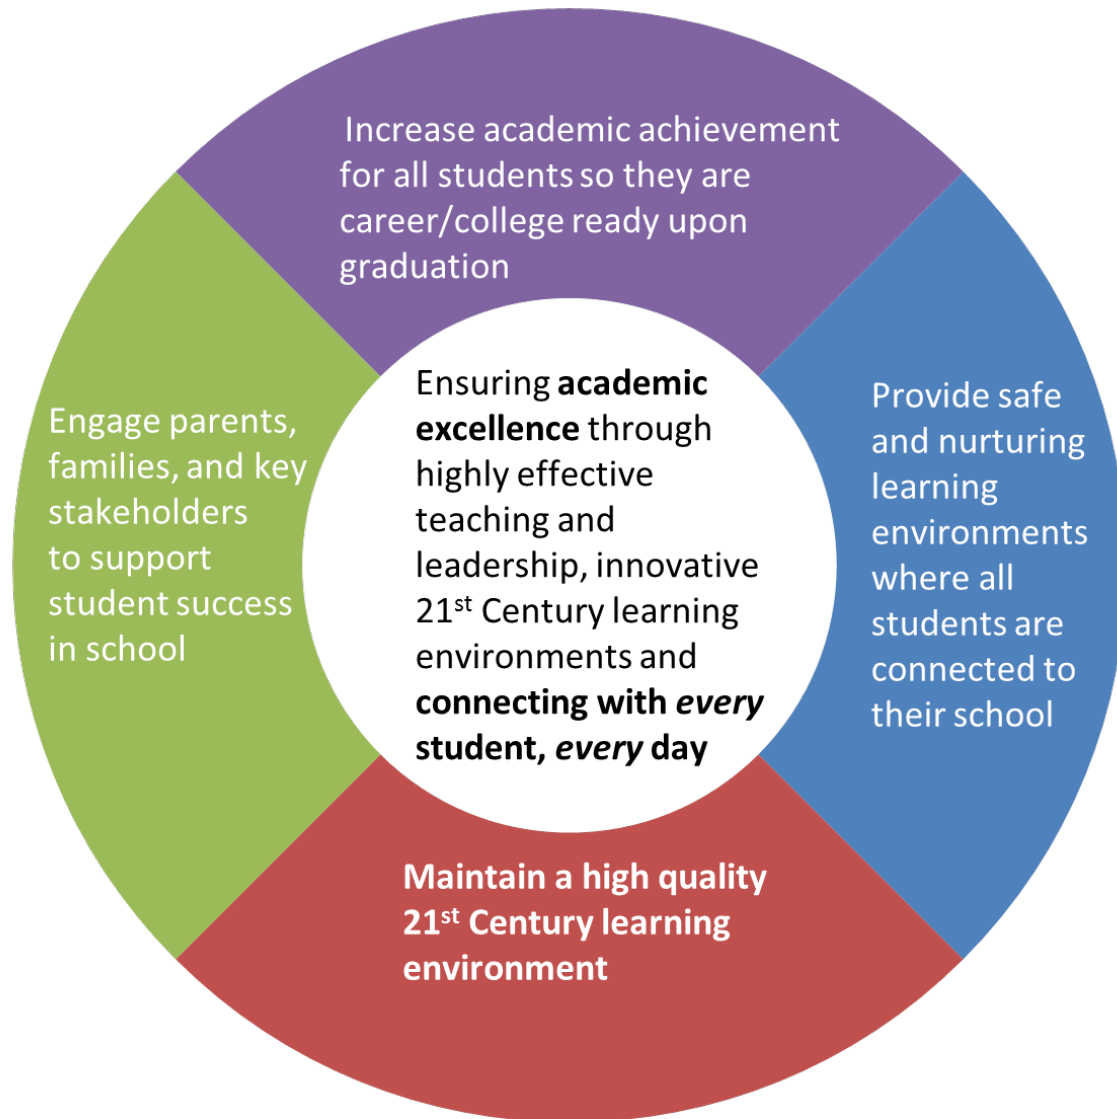 Increase academic achievement
for all students so they are
career/college ready upon
graduation
Engage parents,
families, and key
stakeholders
to support
student success
in school
Ensuring academic
excellence through
highly effective
teaching and
leadership, innovative
21st Century learning
environments and
connecting with every
student, every day
Provide safe
and nurturing
learning
environments
where all
students are
connected to
their school
Maintain a high quality
21st Century learning
environment